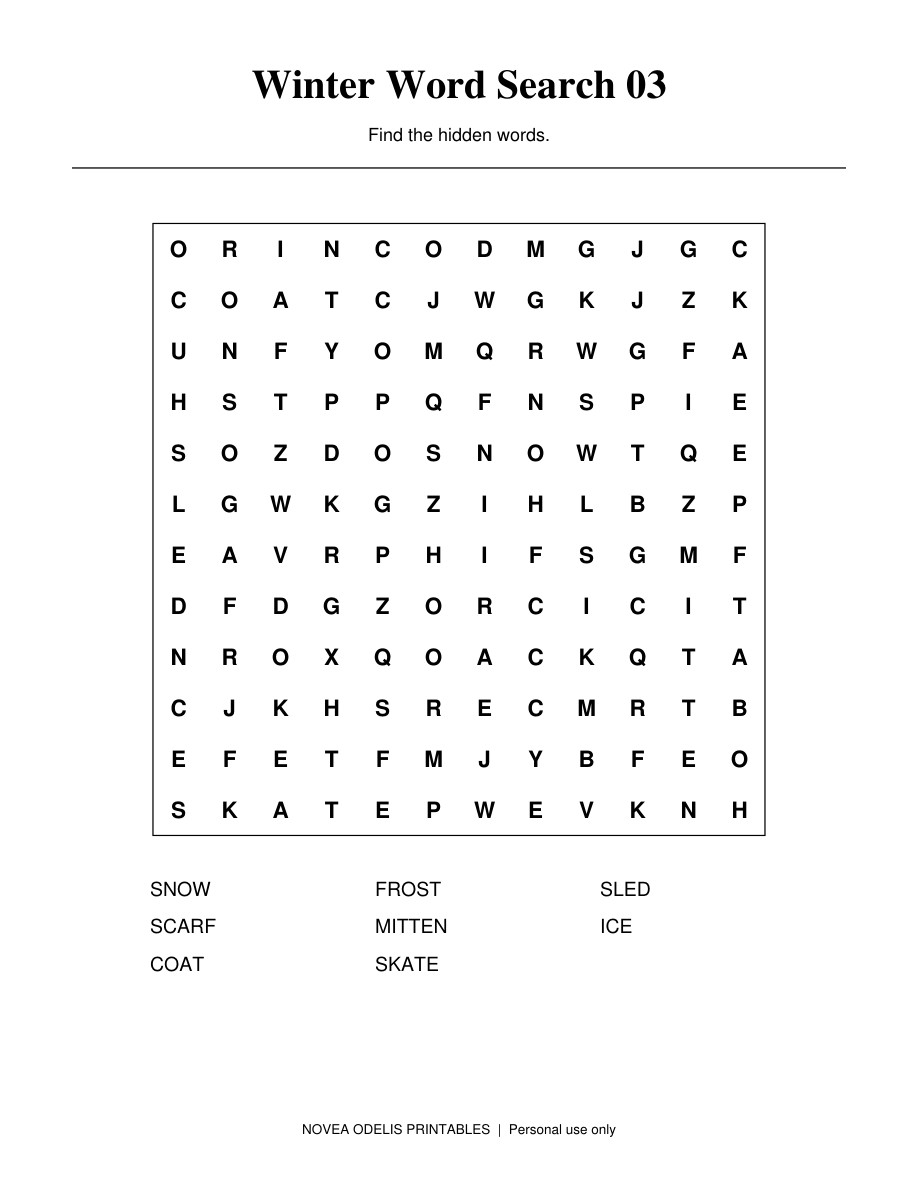 Winter Word Search 03
Find the hidden words.
O R I N C O D M G J G C
C O A T C J W G K J Z K
U N F Y O M Q R W G F A
H S T P P Q F N S P I E
S O Z D O S N O W T Q E
L G W K G Z I H L B Z P
E A V R P H I F S G M F
D F D G Z O R C I C I T
N R O X Q O A C K Q T A
C J K H S R E C M R T B
E F E T F M J Y B F E O
S K A T E P W E V K N H
SNOW FROST SLED
SCARF MITTEN ICE
COAT SKATE
NOVEA ODELIS PRINTABLES | Personal use only